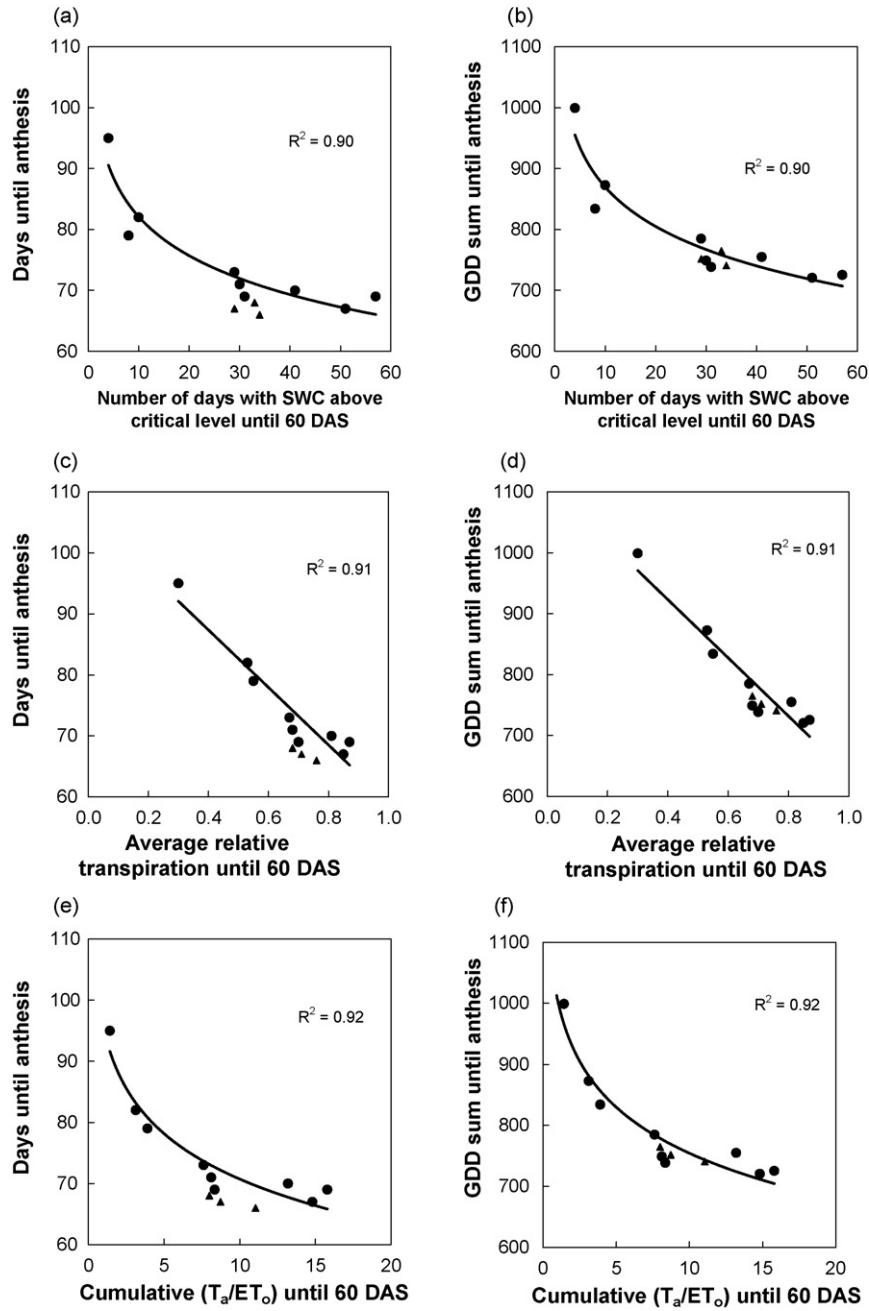 (a)
110
100
90
80
70
60
Days until anthesis
R² = 0.90
0 10 20 30 40 50 60
Number of days with SWC above
critical level until 60 DAS
(b)
1100
1000
900
800
700
600
GDD sum until anthesis
R² = 0.90
0 10 20 30 40 50 60
Number of days with SWC above
critical level until 60 DAS
(c)
110
100
90
80
70
60
Days until anthesis
R² = 0.91
0.0 0.2 0.4 0.6 0.8 1.0
Average relative
transpiration until 60 DAS
(d)
1100
1000
900
800
700
600
GDD sum until anthesis
R² = 0.91
0.0 0.2 0.4 0.6 0.8 1.0
Average relative
transpiration until 60 DAS
(e)
110
100
90
80
70
60
Days until anthesis
R² = 0.92
0 5 10 15 20
Cumulative (Tₐ/ETₒ) until 60 DAS
(f)
1100
1000
900
800
700
600
GDD sum until anthesis
R² = 0.92
0 5 10 15 20
Cumulative (Tₐ/ETₒ) until 60 DAS